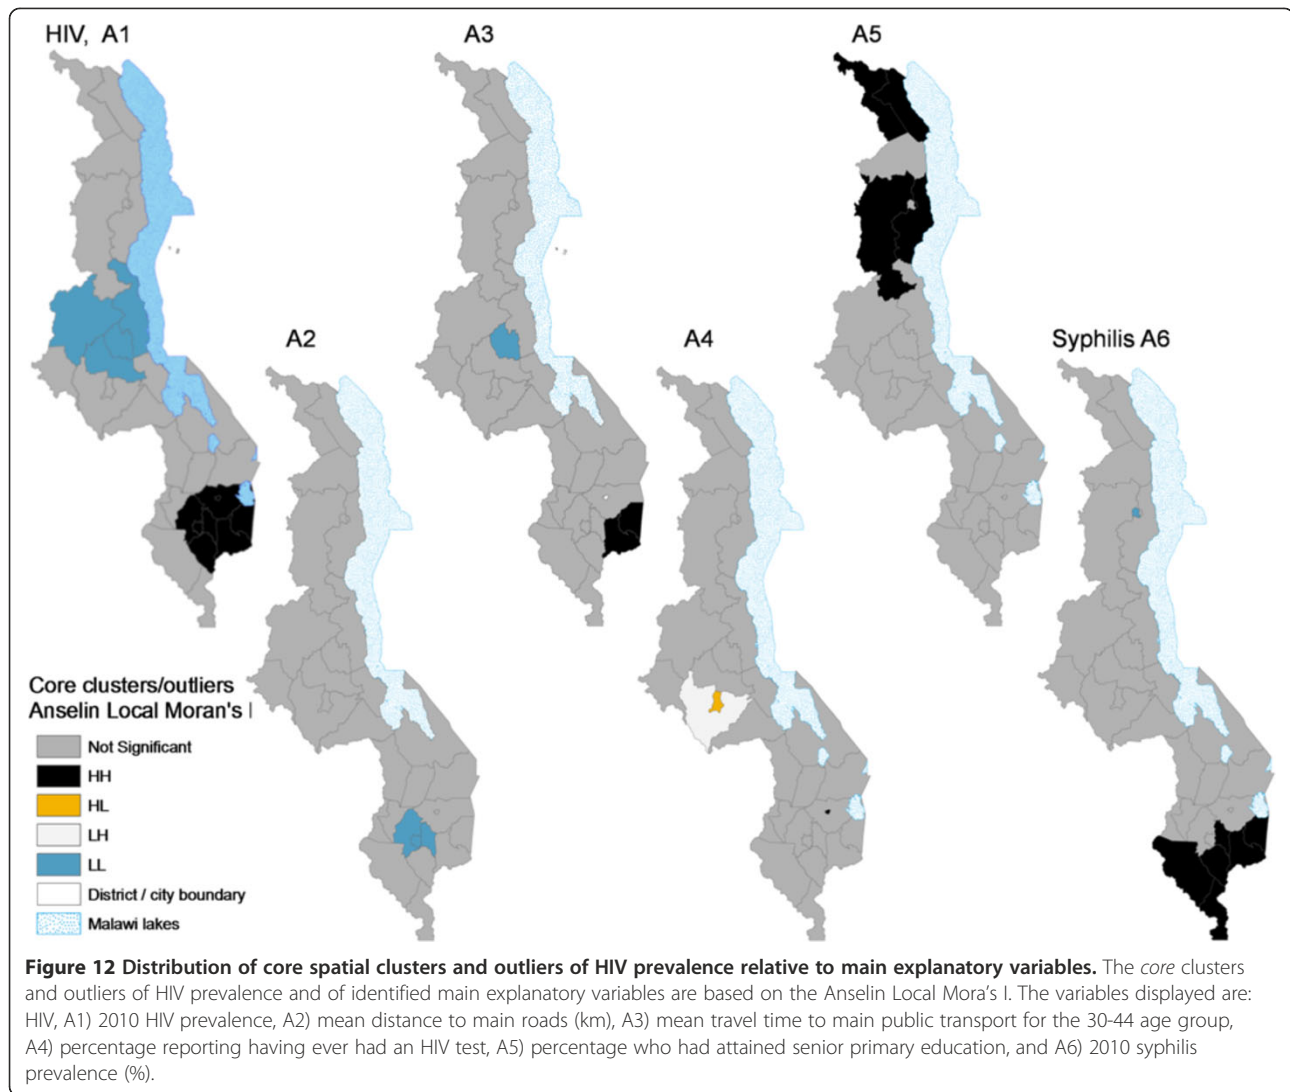 HIV, A1
A3
A5
A2
A4
Syphilis A6
Core clusters/outliers
Anselin Local Moran's I
Not Significant
HH
HL
LH
LL
District / city boundary
Malawi lakes
Figure 12 Distribution of core spatial clusters and outliers of HIV prevalence relative to main explanatory variables. The core clusters
and outliers of HIV prevalence and of identified main explanatory variables are based on the Anselin Local Mora's I. The variables displayed are:
HIV, A1) 2010 HIV prevalence, A2) mean distance to main roads (km), A3) mean travel time to main public transport for the 30-44 age group,
A4) percentage reporting having ever had an HIV test, A5) percentage who had attained senior primary education, and A6) 2010 syphilis
prevalence (%).